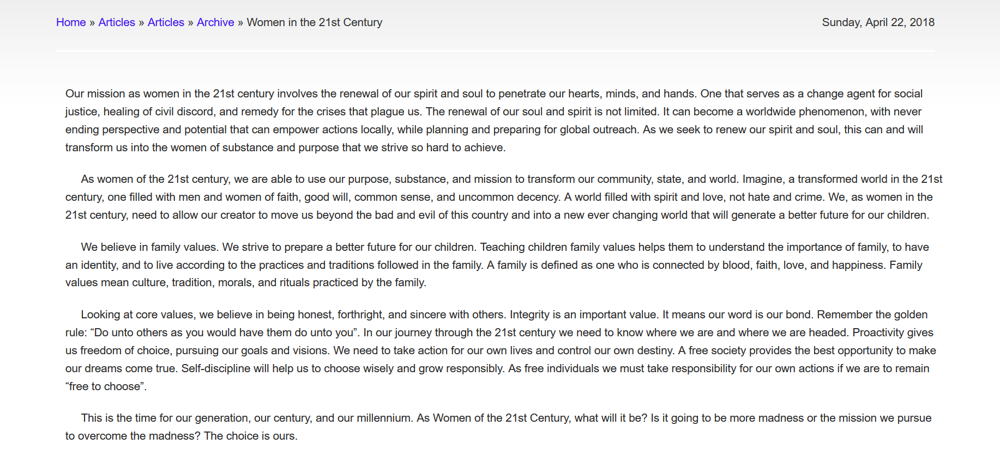 Home » Articles » Articles » Archive » Women in the 21st Century Sunday, April 22, 2018
Our mission as women in the 21st century involves the renewal of our spirit and soul to penetrate our hearts, minds, and hands. One that serves as a change agent for social
justice, healing of civil discord, and remedy for the crises that plague us. The renewal of our soul and spirit is not limited. It can become a worldwide phenomenon, with never
ending perspective and potential that can empower actions locally, while planning and preparing for global outreach. As we seek to renew our spirit and soul, this can and will
transform us into the women of substance and purpose that we strive so hard to achieve.
As women of the 21st century, we are able to use our purpose, substance, and mission to transform our community, state, and world. Imagine, a transformed world in the 21st
century, one filled with men and women of faith, good will, common sense, and uncommon decency. A world filled with spirit and love, not hate and crime. We, as women in the
21st century, need to allow our creator to move us beyond the bad and evil of this country and into a new ever changing world that will generate a better future for our children.
We believe in family values. We strive to prepare a better future for our children. Teaching children family values helps them to understand the importance of family, to have
an identity, and to live according to the practices and traditions followed in the family. A family is defined as one who is connected by blood, faith, love, and happiness. Family
values mean culture, tradition, morals, and rituals practiced by the family.
Looking at core values, we believe in being honest, forthright, and sincere with others. Integrity is an important value. It means our word is our bond. Remember the golden
rule: “Do unto others as you would have them do unto you”. In our journey through the 21st century we need to know where we are and where we are headed. Proactivity gives
us freedom of choice, pursuing our goals and visions. We need to take action for our own lives and control our own destiny. A free society provides the best opportunity to make
our dreams come true. Self-discipline will help us to choose wisely and grow responsibly. As free individuals we must take responsibility for our own actions if we are to remain
“free to choose”.
This is the time for our generation, our century, and our millennium. As Women of the 21st Century, what will it be? Is it going to be more madness or the mission we pursue
to overcome the madness? The choice is ours.